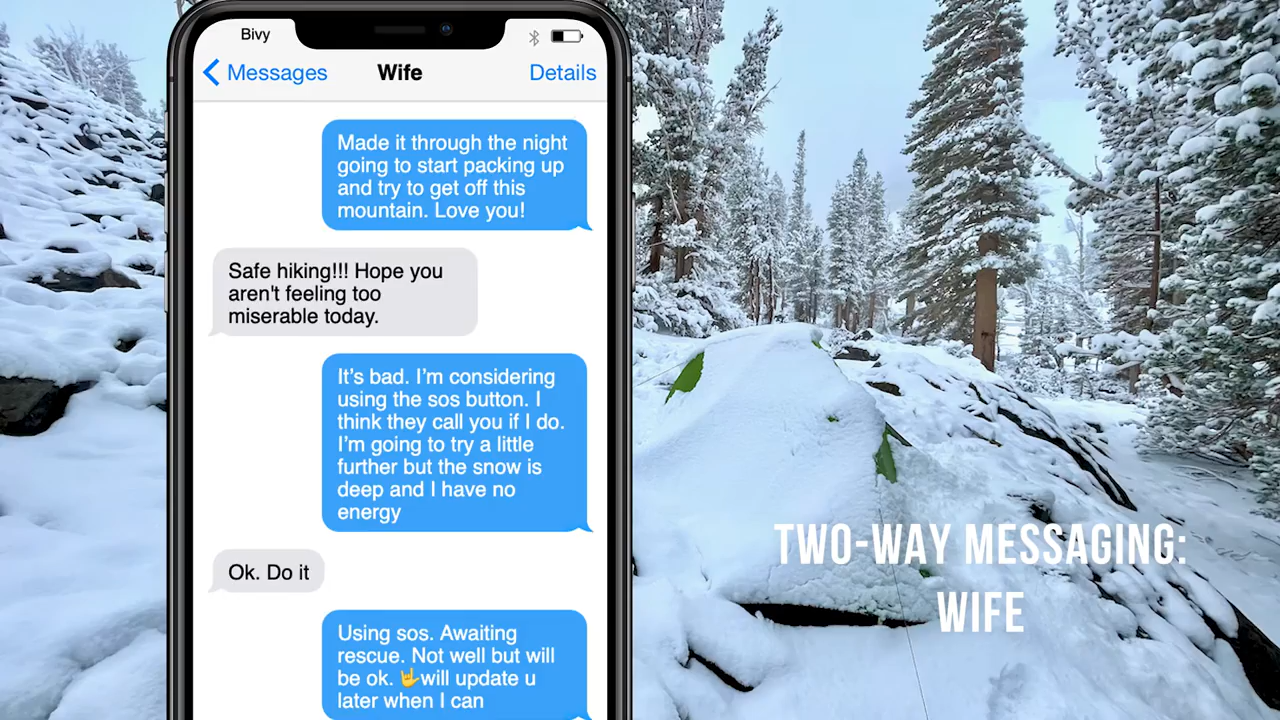 Bivy
Messages
Wife
Details
Made it through the night
going to start packing up
and try to get off this
mountain. Love you!
Safe hiking!!! Hope you
aren't feeling too
miserable today.
It’s bad. I’m considering
using the sos button. I
think they call you if I do.
I’m going to try a little
further but the snow is
deep and I have no
energy
Ok. Do it
Using sos. Awaiting
rescue. Not well but will
be ok. 🤟will update u
later when I can
TWO-WAY MESSAGING:
WIFE